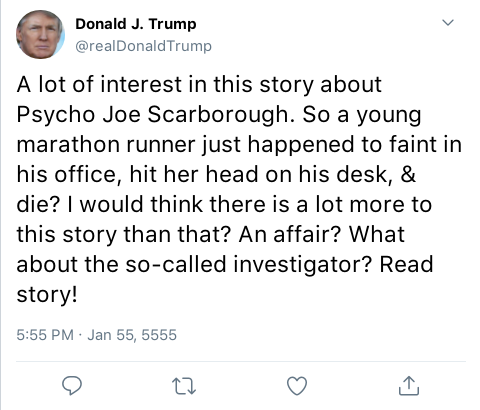 Donald J. Trump
@realDonaldTrump
A lot of interest in this story about
Psycho Joe Scarborough. So a young
marathon runner just happened to faint in
his office, hit her head on his desk, &
die? I would think there is a lot more to
this story than that? An affair? What
about the so-called investigator? Read
story!
5:55 PM · Jan 55, 5555